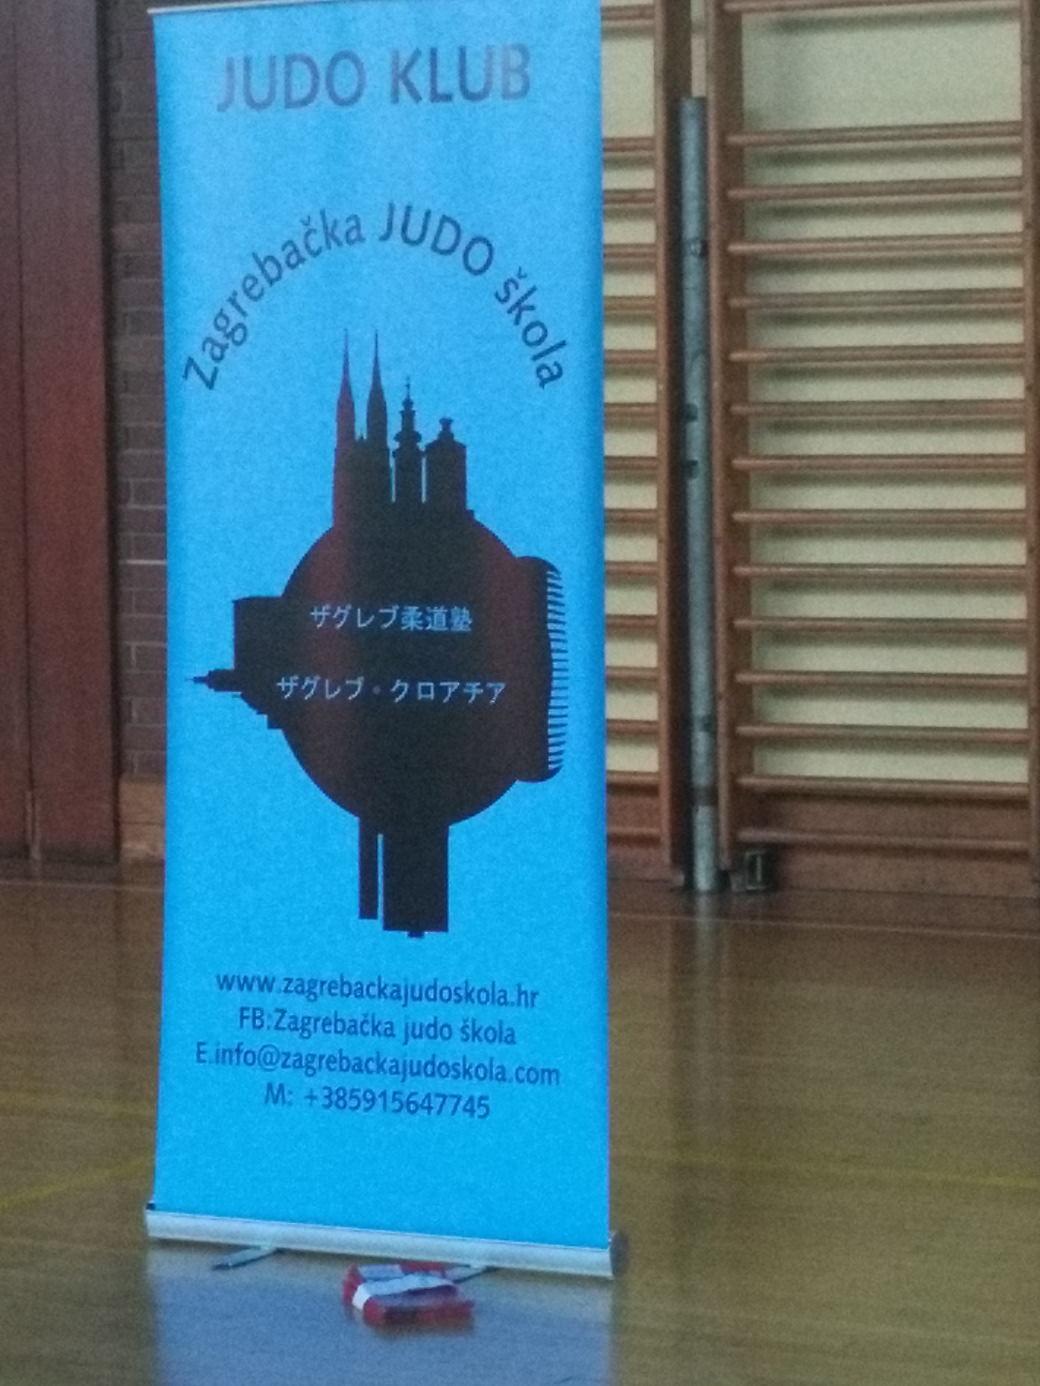 JUDO KLUB
Zagrebačka JUDO škola
ザグレブ柔道塾
ザグレブ・クロアチア
www.zagrebackajudoskola.hr
FB:Zagrebačka judo škola
E.info@zagrebackajudoskola.com
M: +385915647745